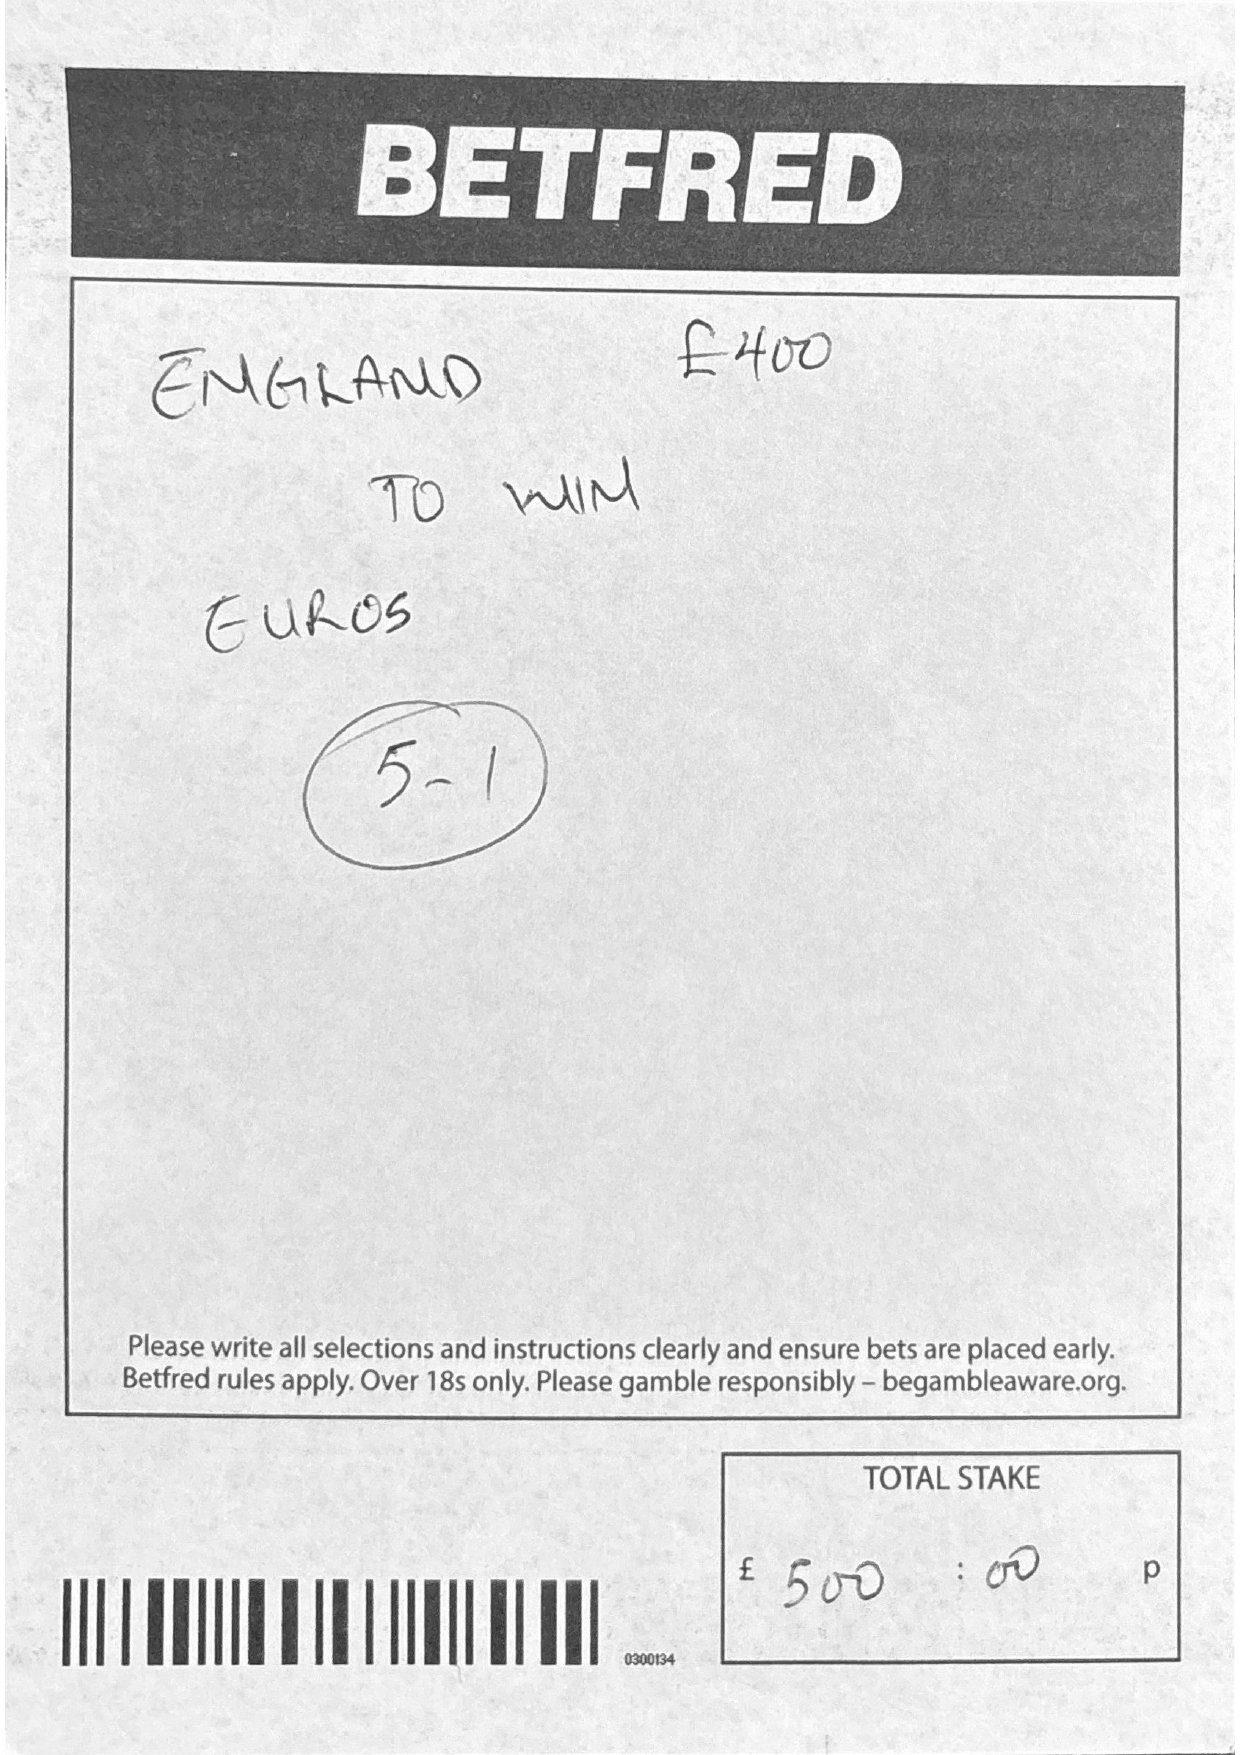 BETFRED
ENGLAND £400
TO WIN
EUROS
5-1
Please write all selections and instructions clearly and ensure bets are placed early.
Betfred rules apply. Over 18s only. Please gamble responsibly – begambleaware.org.
TOTAL STAKE
£ 500 : 00 p
0300134